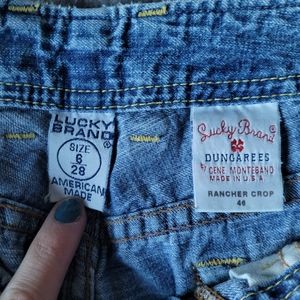 LUCKY
BRAND®
SIZE
6
28
AMERICAN
MADE
Lucky Brand®
DUNGAREES
BY GENE MONTESANO
MADE IN U.S.A
RANCHER CROP
46